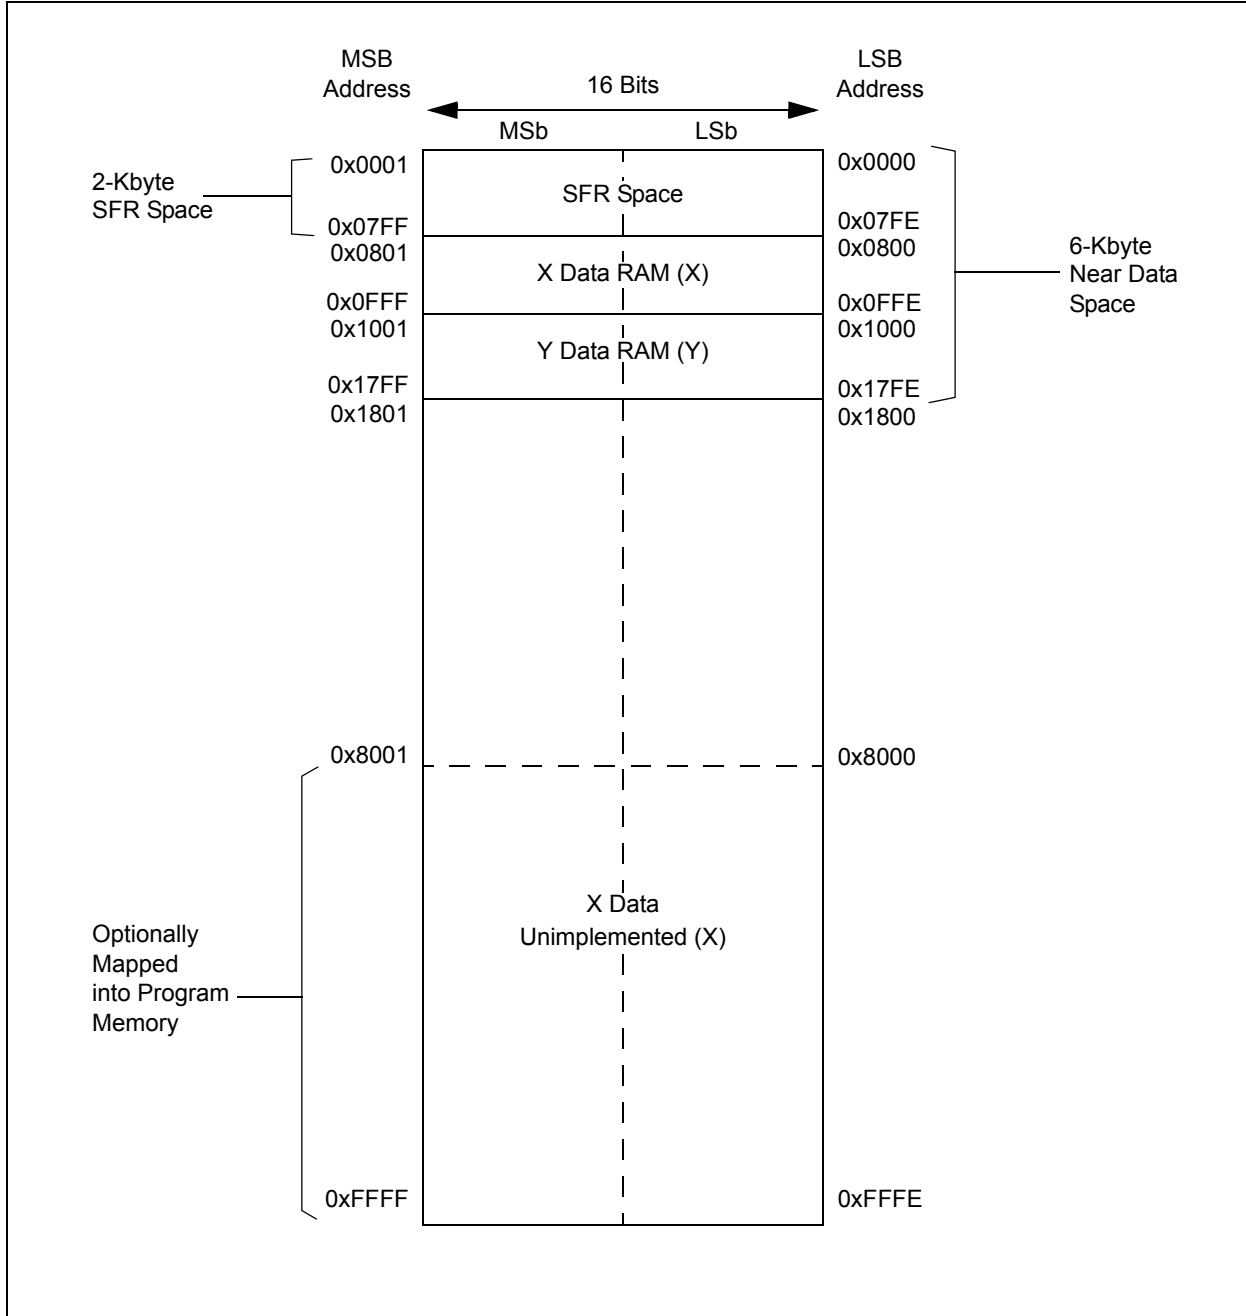 MSB
Address
LSB
Address
16 Bits
MSb
LSb
0x0001
0x0000
2-Kbyte
SFR Space
SFR Space
0x07FF
0x07FE
0x0801
0x0800
6-Kbyte
Near Data
Space
X Data RAM (X)
0x0FFF
0x0FFE
0x1001
0x1000
Y Data RAM (Y)
0x17FF
0x17FE
0x1801
0x1800
0x8001
0x8000
X Data
Unimplemented (X)
Optionally
Mapped
into Program
Memory
0xFFFF
0xFFFE